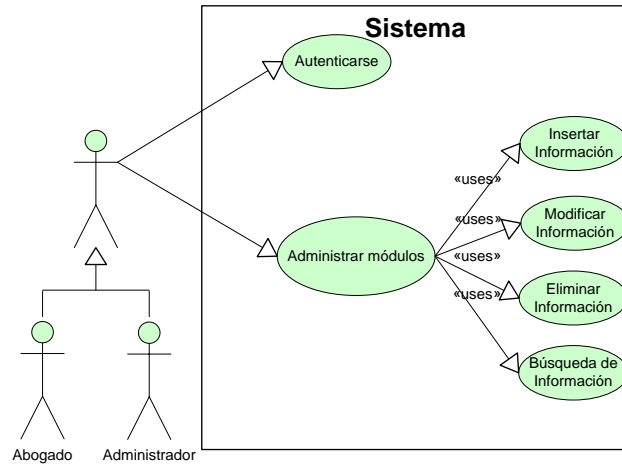 Sistema
Autenticarse
Insertar
Información
«uses»
Modificar
Información
«uses»
Administrar módulos
«uses»
Eliminar
Información
«uses»
Búsqueda de
Información
Abogado
Administrador